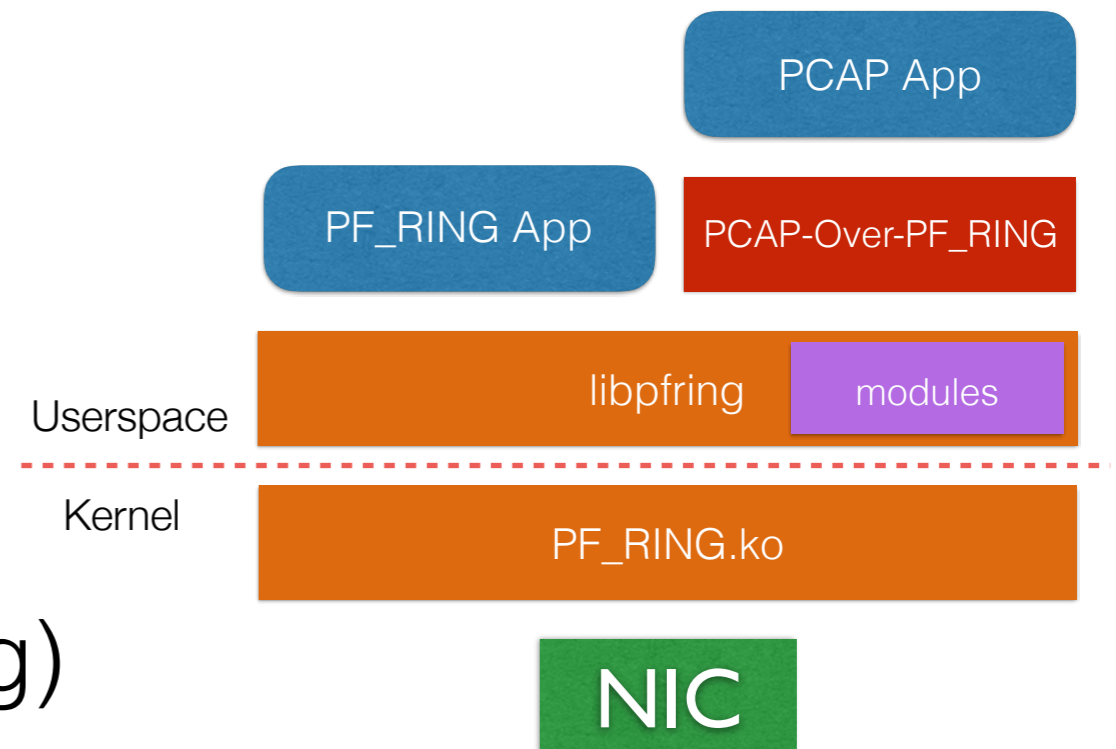 PCAP App
PF_RING App
PCAP-Over-PF_RING
libpfring
modules
Userspace
Kernel
PF_RING.ko
g)
NIC